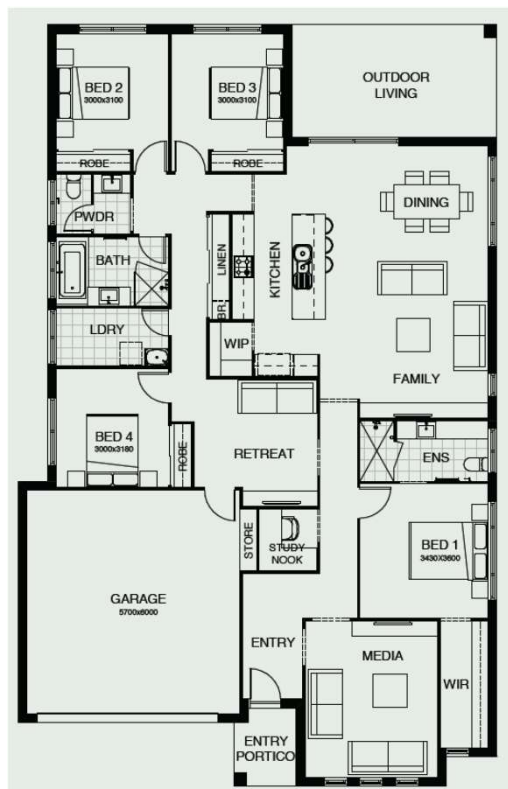 BED 2
3000x3100
BED 3
3000x3100
OUTDOOR
LIVING
ROBE
ROBE
PWDR
DINING
BATH
LINEN
KITCHEN
BR.
LDRY
WIP
FAMILY
BED 4
3000x3180
ROBE
RETREAT
ENS
STORE
STUDY
NOOK
BED 1
3430X3600
GARAGE
5700x6000
ENTRY
MEDIA
WIR
ENTRY
PORTICO